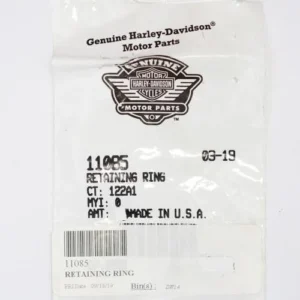 Genuine Harley-Davidson®
Motor Parts
GENUINE
MOTOR
HARLEY-DAVIDSON
CYCLES
MOTOR PARTS
11085 03-19
RETAINING RING
CT: 122A1
MYI: 0
AMT: WMADE IN U.S.A.
11085
RETAINING RING